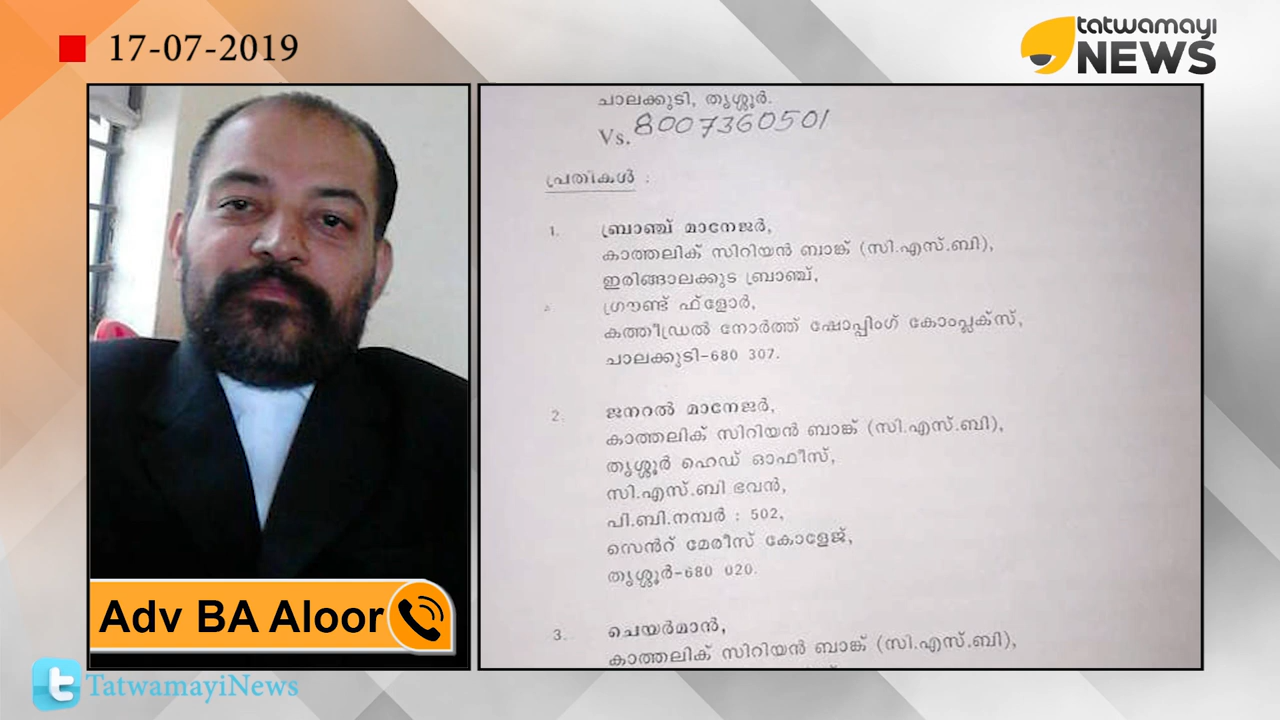 17-07-2019
tatwamayi
NEWS
ചാലക്കുടി, തൃശ്ശൂർ.
Vs. 8007360501
പ്രതികൾ :
1. ബ്രാഞ്ച് മാനേജർ,
കാത്തലിക് സിറിയൻ ബാങ്ക് (സി.എസ്.ബി),
ഇരിങ്ങാലക്കുട ബ്രാഞ്ച്,
ഗ്രൗണ്ട് ഫ്ളോർ,
കത്തീഡ്രൽ നോർത്ത് ഷോപ്പിംഗ് കോംപ്ലക്സ്,
ചാലക്കുടി-680 307.
2. ജനറൽ മാനേജർ,
കാത്തലിക് സിറിയൻ ബാങ്ക് (സി.എസ്.ബി),
തൃശ്ശൂർ ഹെഡ് ഓഫീസ്,
സി.എസ്.ബി ഭവൻ,
പി.ബി.നമ്പർ : 502,
സെൻറ് മേരീസ് കോളേജ്,
തൃശ്ശൂർ-680 020.
3. ചെയർമാൻ,
കാത്തലിക് സിറിയൻ ബാങ്ക് (സി.എസ്.ബി),
Adv BA Aloor
TatwamayiNews